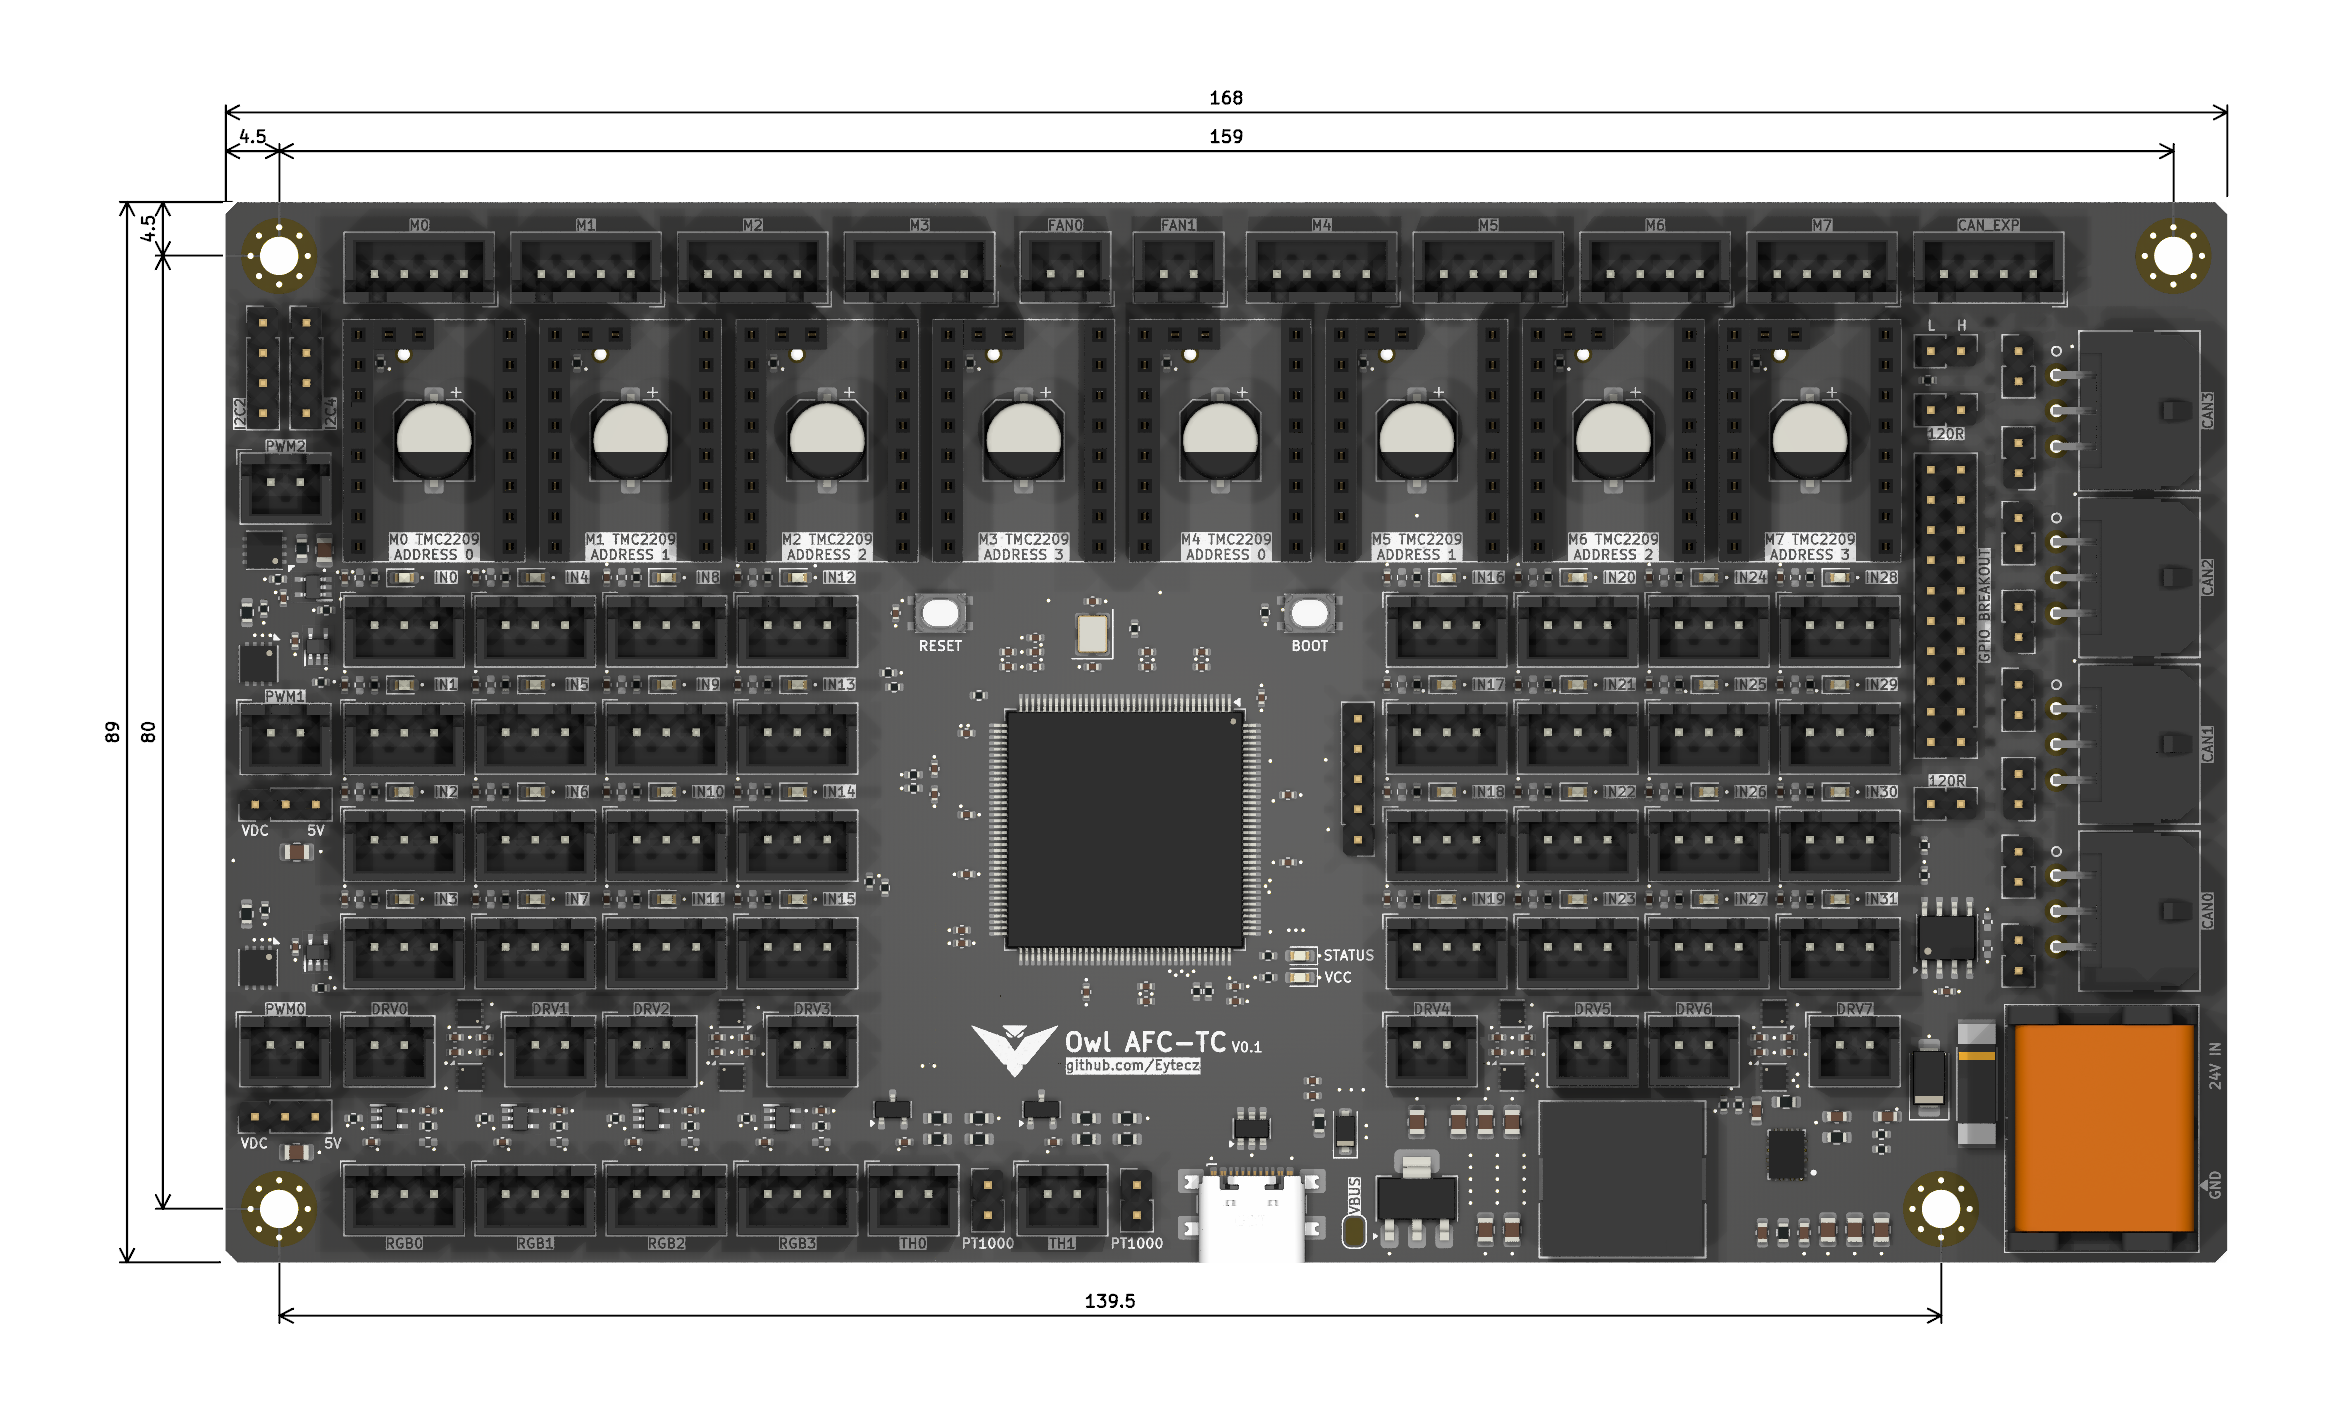 168
4.5
159
4.5
89
80
M0
M1
M2
M3
FAN0
FAN1
M4
M5
M6
M7
CAN_EXP
L H
I2C2
I2C4
120R
CAN3
PWM2
M0 TMC2209
ADDRESS 0
M1 TMC2209
ADDRESS 1
M2 TMC2209
ADDRESS 2
M3 TMC2209
ADDRESS 3
M4 TMC2209
ADDRESS 0
M5 TMC2209
ADDRESS 1
M6 TMC2209
ADDRESS 2
M7 TMC2209
ADDRESS 3
GPIO BREAKOUT
CAN2
IN0
IN4
IN8
IN12
IN16
IN20
IN24
IN28
RESET
BOOT
IN1
IN5
IN9
IN13
IN17
IN21
IN25
IN29
PWM1
CAN1
IN2
IN6
IN10
IN14
IN18
IN22
IN26
IN30
120R
VDC 5V
IN3
IN7
IN11
IN15
IN19
IN23
IN27
IN31
CAN0
STATUS
VCC
PWM0
DRV0
DRV1
DRV2
DRV3
DRV4
DRV5
DRV6
DRV7
Owl AFC-TC V0.1
github.com/Eytecz
24V IN
GND
VDC 5V
VBUS
RGB0
RGB1
RGB2
RGB3
TH0
PT1000
TH1
PT1000
139.5